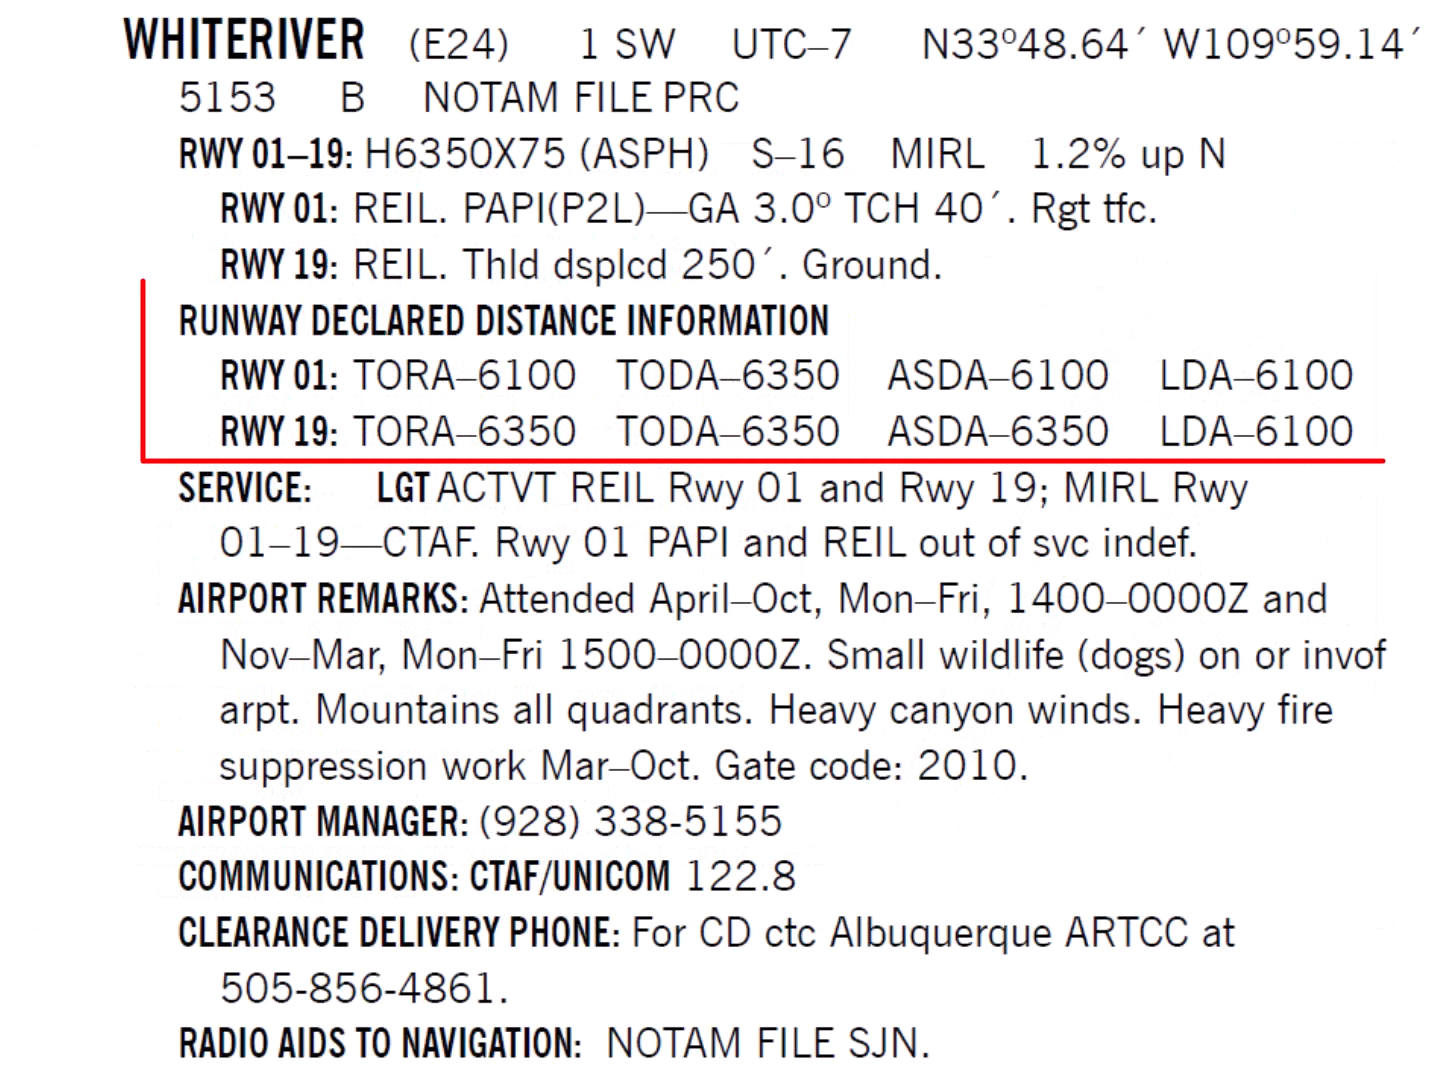 WHITERIVER (E24) 1 SW UTC–7 N33º48.64´ W109º59.14´
5153 B NOTAM FILE PRC
RWY 01–19: H6350X75 (ASPH) S–16 MIRL 1.2% up N
RWY 01: REIL. PAPI(P2L)—GA 3.0º TCH 40´. Rgt tfc.
RWY 19: REIL. Thld dsplcd 250´. Ground.
RUNWAY DECLARED DISTANCE INFORMATION
RWY 01: TORA–6100 TODA–6350 ASDA–6100 LDA–6100
RWY 19: TORA–6350 TODA–6350 ASDA–6350 LDA–6100
SERVICE: LGT ACTVT REIL Rwy 01 and Rwy 19; MIRL Rwy
01–19—CTAF. Rwy 01 PAPI and REIL out of svc indef.
AIRPORT REMARKS: Attended April–Oct, Mon–Fri, 1400–0000Z and
Nov–Mar, Mon–Fri 1500–0000Z. Small wildlife (dogs) on or invof
arpt. Mountains all quadrants. Heavy canyon winds. Heavy fire
suppression work Mar–Oct. Gate code: 2010.
AIRPORT MANAGER: (928) 338-5155
COMMUNICATIONS: CTAF/UNICOM 122.8
CLEARANCE DELIVERY PHONE: For CD ctc Albuquerque ARTCC at
505-856-4861.
RADIO AIDS TO NAVIGATION: NOTAM FILE SJN.